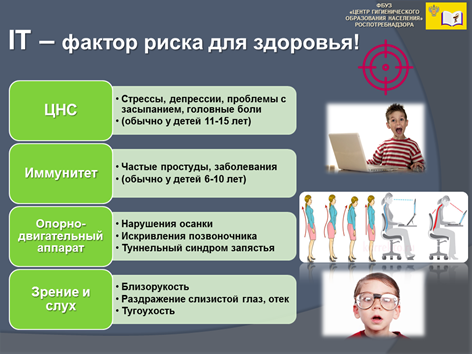 ФБУЗ
«ЦЕНТР ГИГИЕНИЧЕСКОГО
ОБРАЗОВАНИЯ НАСЕЛЕНИЯ»
РОСПОТРЕБНАДЗОРА
IT – фактор риска для здоровья!
ЦНС
• Стрессы, депрессии, проблемы с
засыпанием, головные боли
• (обычно у детей 11-15 лет)
Иммунитет
• Частые простуды, заболевания
• (обычно у детей 6-10 лет)
Опорно-
двигательный
аппарат
• Нарушения осанки
• Искривления позвоночника
• Туннельный синдром запястья
Зрение и
слух
• Близорукость
• Раздражение слизистой глаз, отек
• Тугоухость